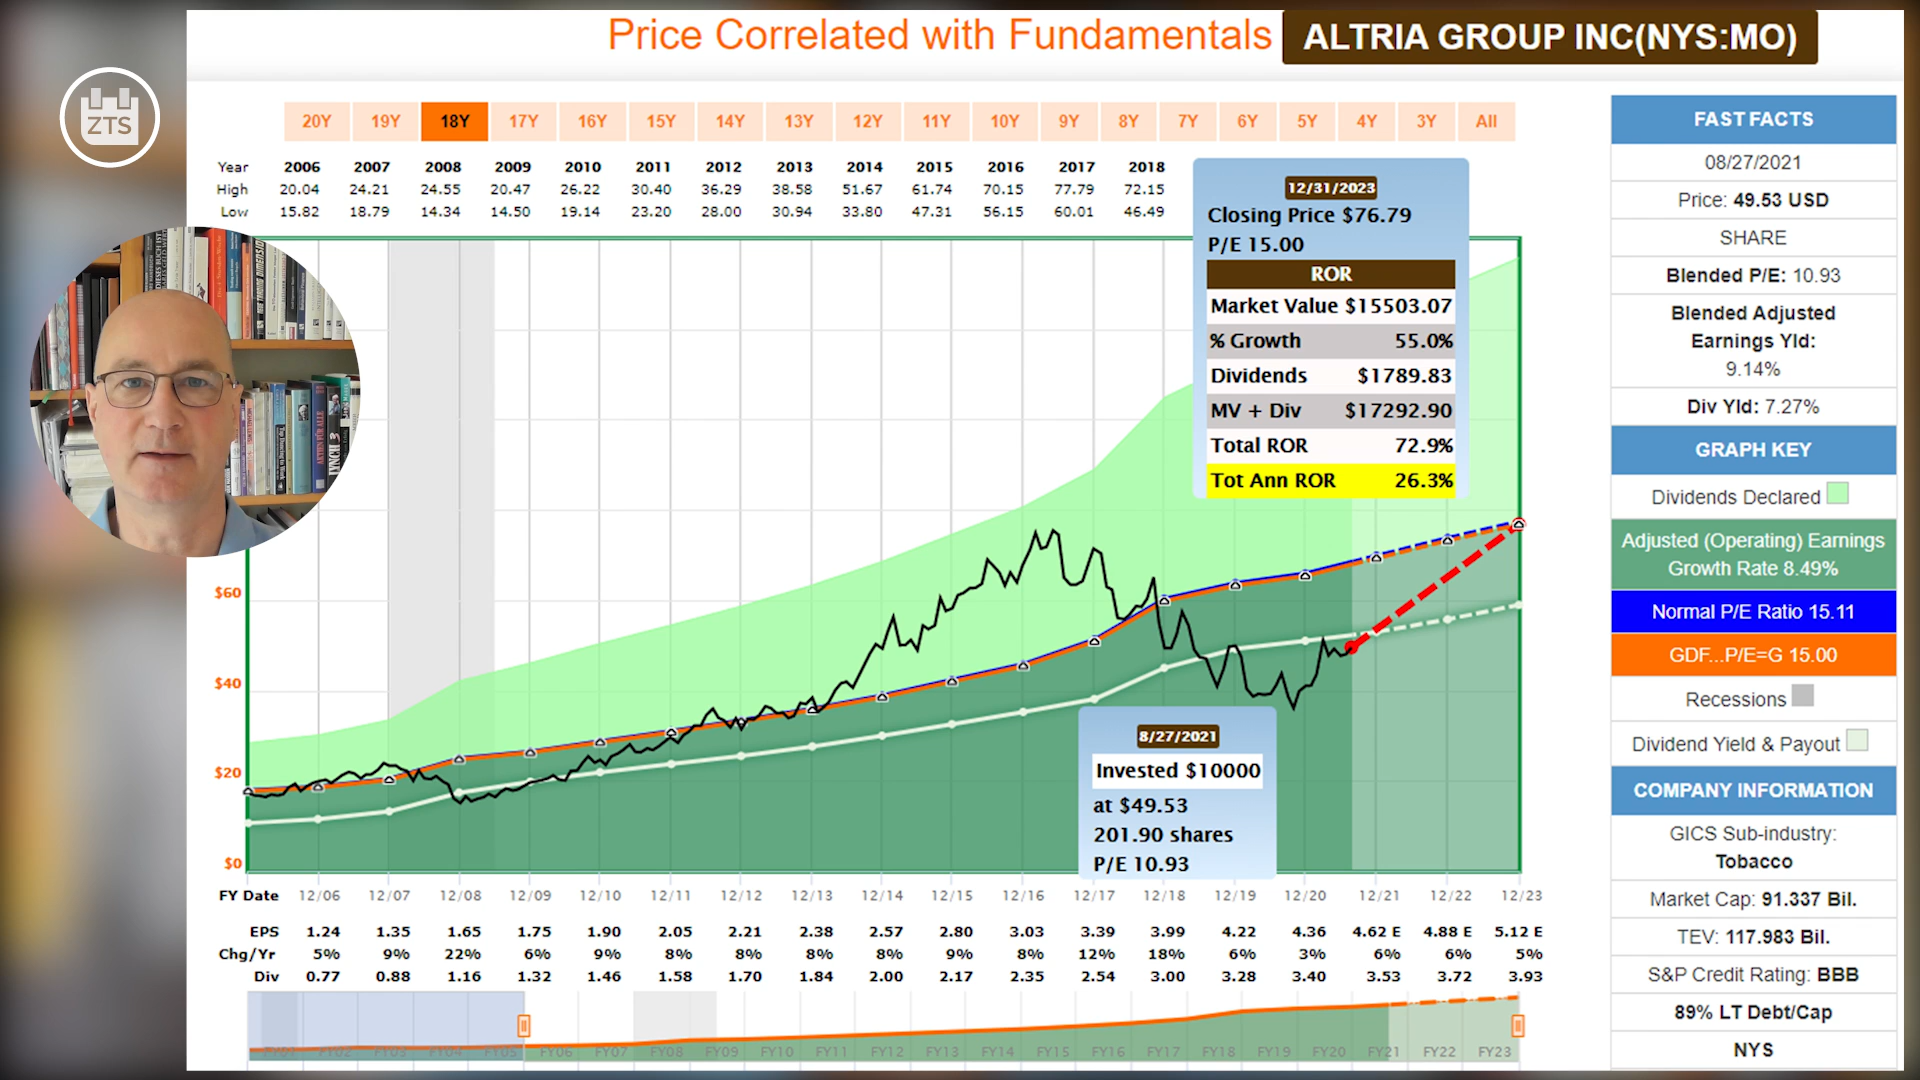 Price Correlated with Fundamentals
ALTRIA GROUP INC(NYS:MO)
ZTS
20Y 19Y 18Y 17Y 16Y 15Y 14Y 13Y 12Y 11Y 10Y 9Y 8Y 7Y 6Y 5Y 4Y 3Y All
Year 2006 2007 2008 2009 2010 2011 2012 2013 2014 2015 2016 2017 2018
High 20.04 24.21 24.55 20.47 26.22 30.40 36.29 38.58 51.67 61.74 70.15 77.79 72.15
Low 15.82 18.79 14.34 14.50 19.14 23.20 28.00 30.94 33.80 47.31 56.15 60.01 46.49
12/31/2023
Closing Price $76.79
P/E 15.00
ROR
Market Value $15503.07
% Growth 55.0%
Dividends $1789.83
MV + Div $17292.90
Total ROR 72.9%
Tot Ann ROR 26.3%
$60
$40
$20
$0
8/27/2021
Invested $10000
at $49.53
201.90 shares
P/E 10.93
FY Date 12/06 12/07 12/08 12/09 12/10 12/11 12/12 12/13 12/14 12/15 12/16 12/17 12/18 12/19 12/20 12/21 12/22 12/23
EPS 1.24 1.35 1.65 1.75 1.90 2.05 2.21 2.38 2.57 2.80 3.03 3.39 3.99 4.22 4.36 4.62 E 4.88 E 5.12 E
Chg/Yr 5% 9% 22% 6% 9% 8% 8% 8% 8% 9% 8% 12% 18% 6% 3% 6% 6% 5%
Div 0.77 0.88 1.16 1.32 1.46 1.58 1.70 1.84 2.00 2.17 2.35 2.54 3.00 3.28 3.40 3.53 3.72 3.93
FY02 FY03 FY04 FY05 FY06 FY07 FY08 FY09 FY10 FY11 FY12 FY13 FY14 FY15 FY16 FY17 FY18 FY19 FY20 FY21 FY22 FY23
FAST FACTS
08/27/2021
Price: 49.53 USD
SHARE
Blended P/E: 10.93
Blended Adjusted
Earnings Yld:
9.14%
Div Yld: 7.27%
GRAPH KEY
Dividends Declared
Adjusted (Operating) Earnings
Growth Rate 8.49%
Normal P/E Ratio 15.11
GDF...P/E=G 15.00
Recessions
Dividend Yield & Payout
COMPANY INFORMATION
GICS Sub-industry:
Tobacco
Market Cap: 91.337 Bil.
TEV: 117.983 Bil.
S&P Credit Rating: BBB
89% LT Debt/Cap
NYS